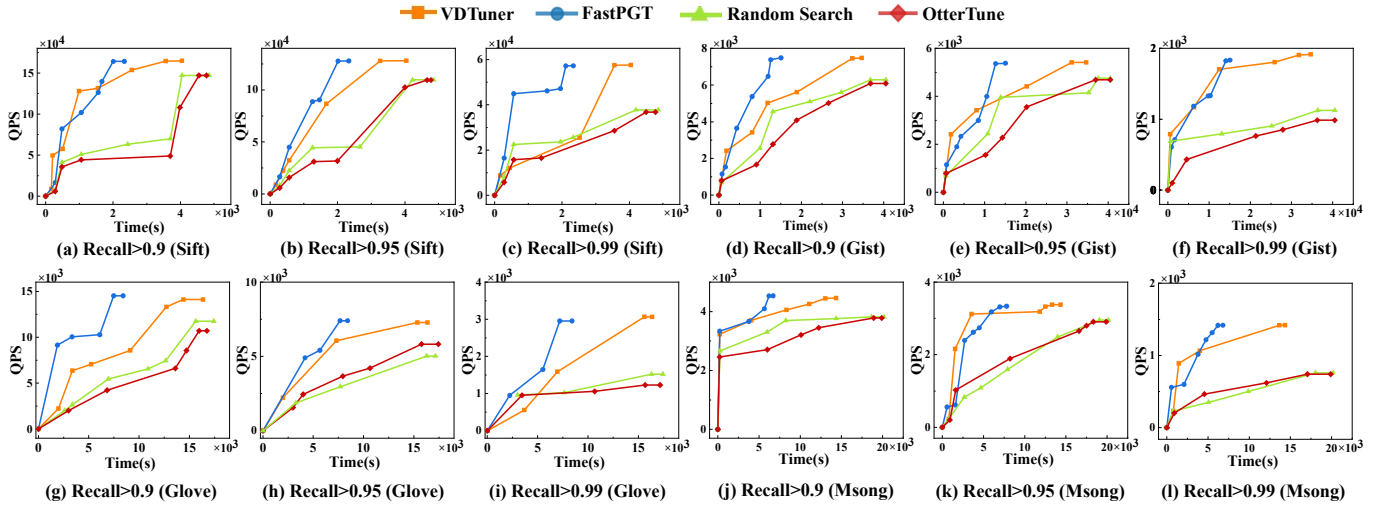 VDTuner FastPGT Random Search OtterTune
×10⁴ ×10⁴ ×10⁴ ×10³ ×10³ ×10³
QPS 15 10 5 0
QPS 10 5 0
QPS 6 4 2 0
QPS 8 6 4 2 0
QPS 6 4 2 0
QPS 2 1 0 0
0 2 4 ×10³
0 2 4 ×10³
0 2 4 ×10³
0 1 2 3 4 ×10⁴
0 1 2 3 4 ×10⁴
0 1 2 3 4 ×10⁴
Time(s) Time(s) Time(s) Time(s) Time(s) Time(s)
(a) Recall>0.9 (Sift) (b) Recall>0.95 (Sift) (c) Recall>0.99 (Sift) (d) Recall>0.9 (Gist) (e) Recall>0.95 (Gist) (f) Recall>0.99 (Gist)
×10³ ×10³ ×10³ ×10³ ×10³ ×10³
QPS 15 10 5 0
QPS 10 5 0
QPS 4 3 2 1 0
QPS 4 2 0
QPS 4 2 0
QPS 2 1 0
0 5 10 15 ×10³
0 5 10 15 ×10³
0 5 10 15 ×10³
0 5 10 15 20 ×10³
0 5 10 15 20×10³
0 5 10 15 20 ×10³
Time(s) Time(s) Time(s) Time(s) Time(s) Time(s)
(g) Recall>0.9 (Glove) (h) Recall>0.95 (Glove) (i) Recall>0.99 (Glove) (j) Recall>0.9 (Msong) (k) Recall>0.95 (Msong) (l) Recall>0.99 (Msong)